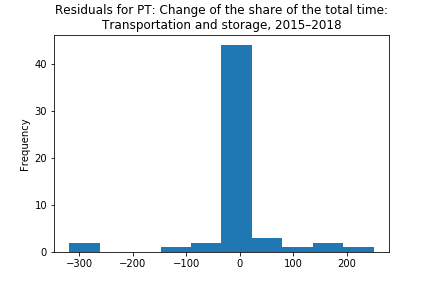 Residuals for PT: Change of the share of the total time:
Transportation and storage, 2015–2018
Frequency
40
30
20
10
0
−300 −200 −100 0 100 200